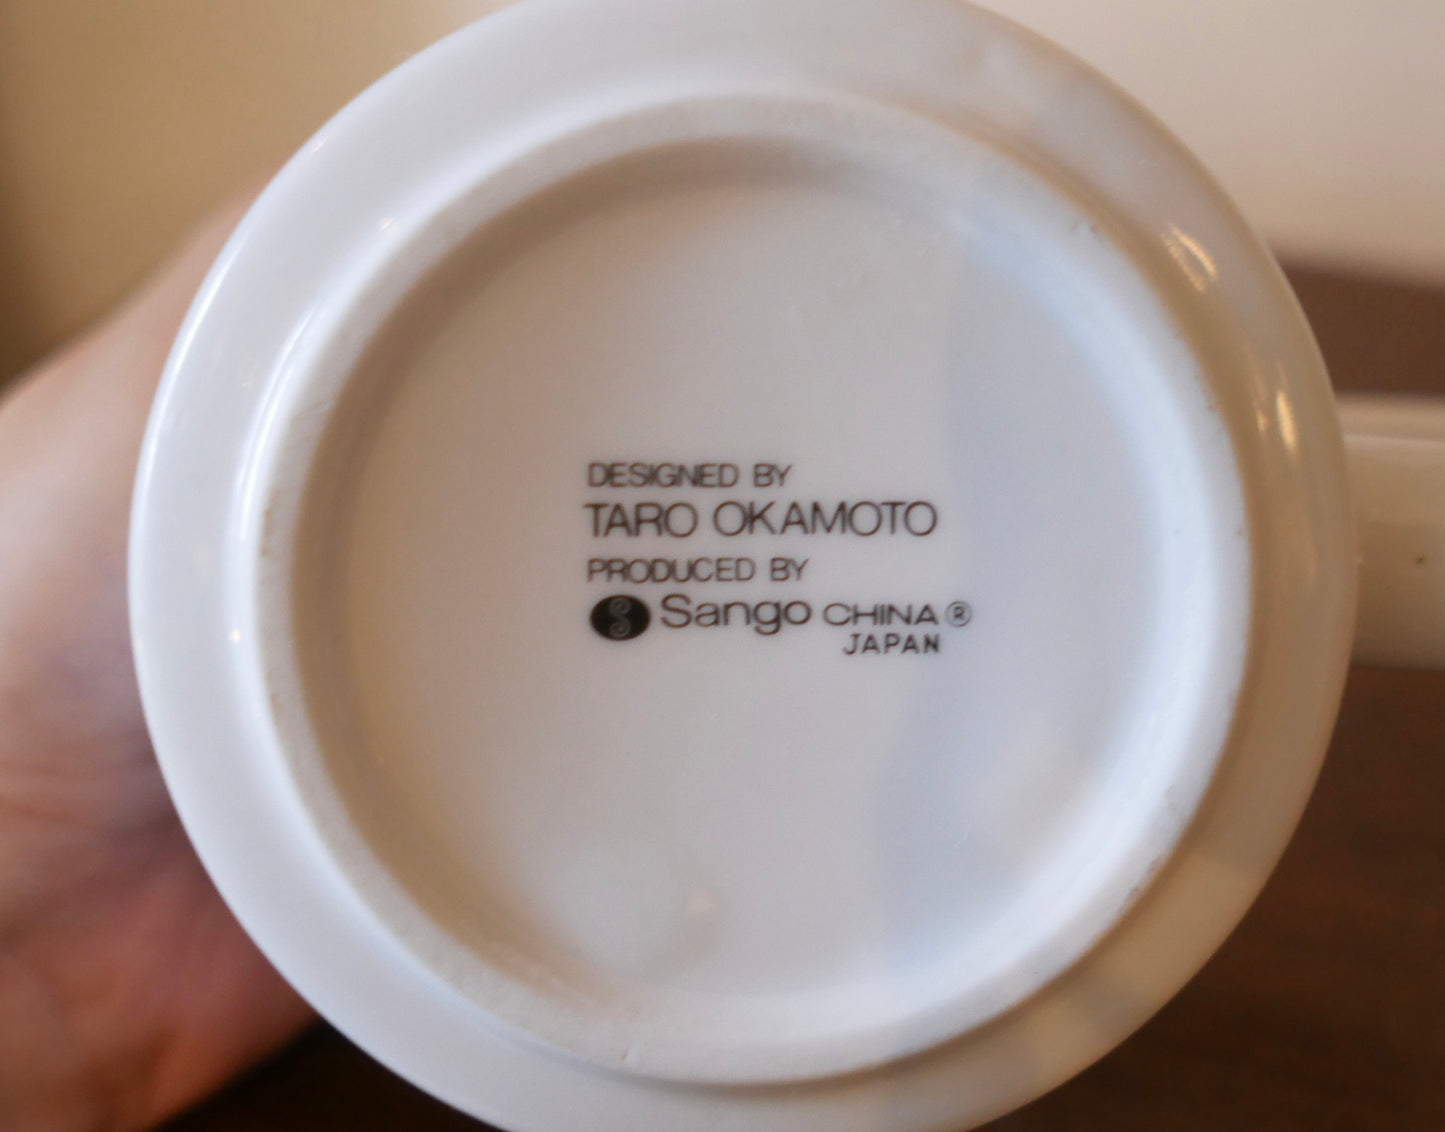 DESIGNED BY
TARO OKAMOTO
PRODUCED BY
Sango CHINA®
JAPAN